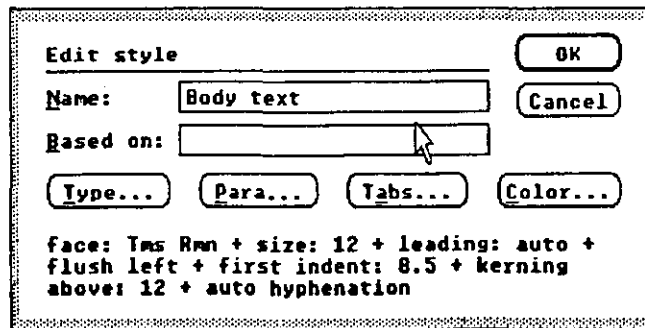 Edit style
OK
Name: Body text
Cancel
Based on:
Type... Para... Tabs... Color...
face: Tms Rmn + size: 12 + leading: auto +
flush left + first indent: 8.5 + kerning
above: 12 + auto hyphenation